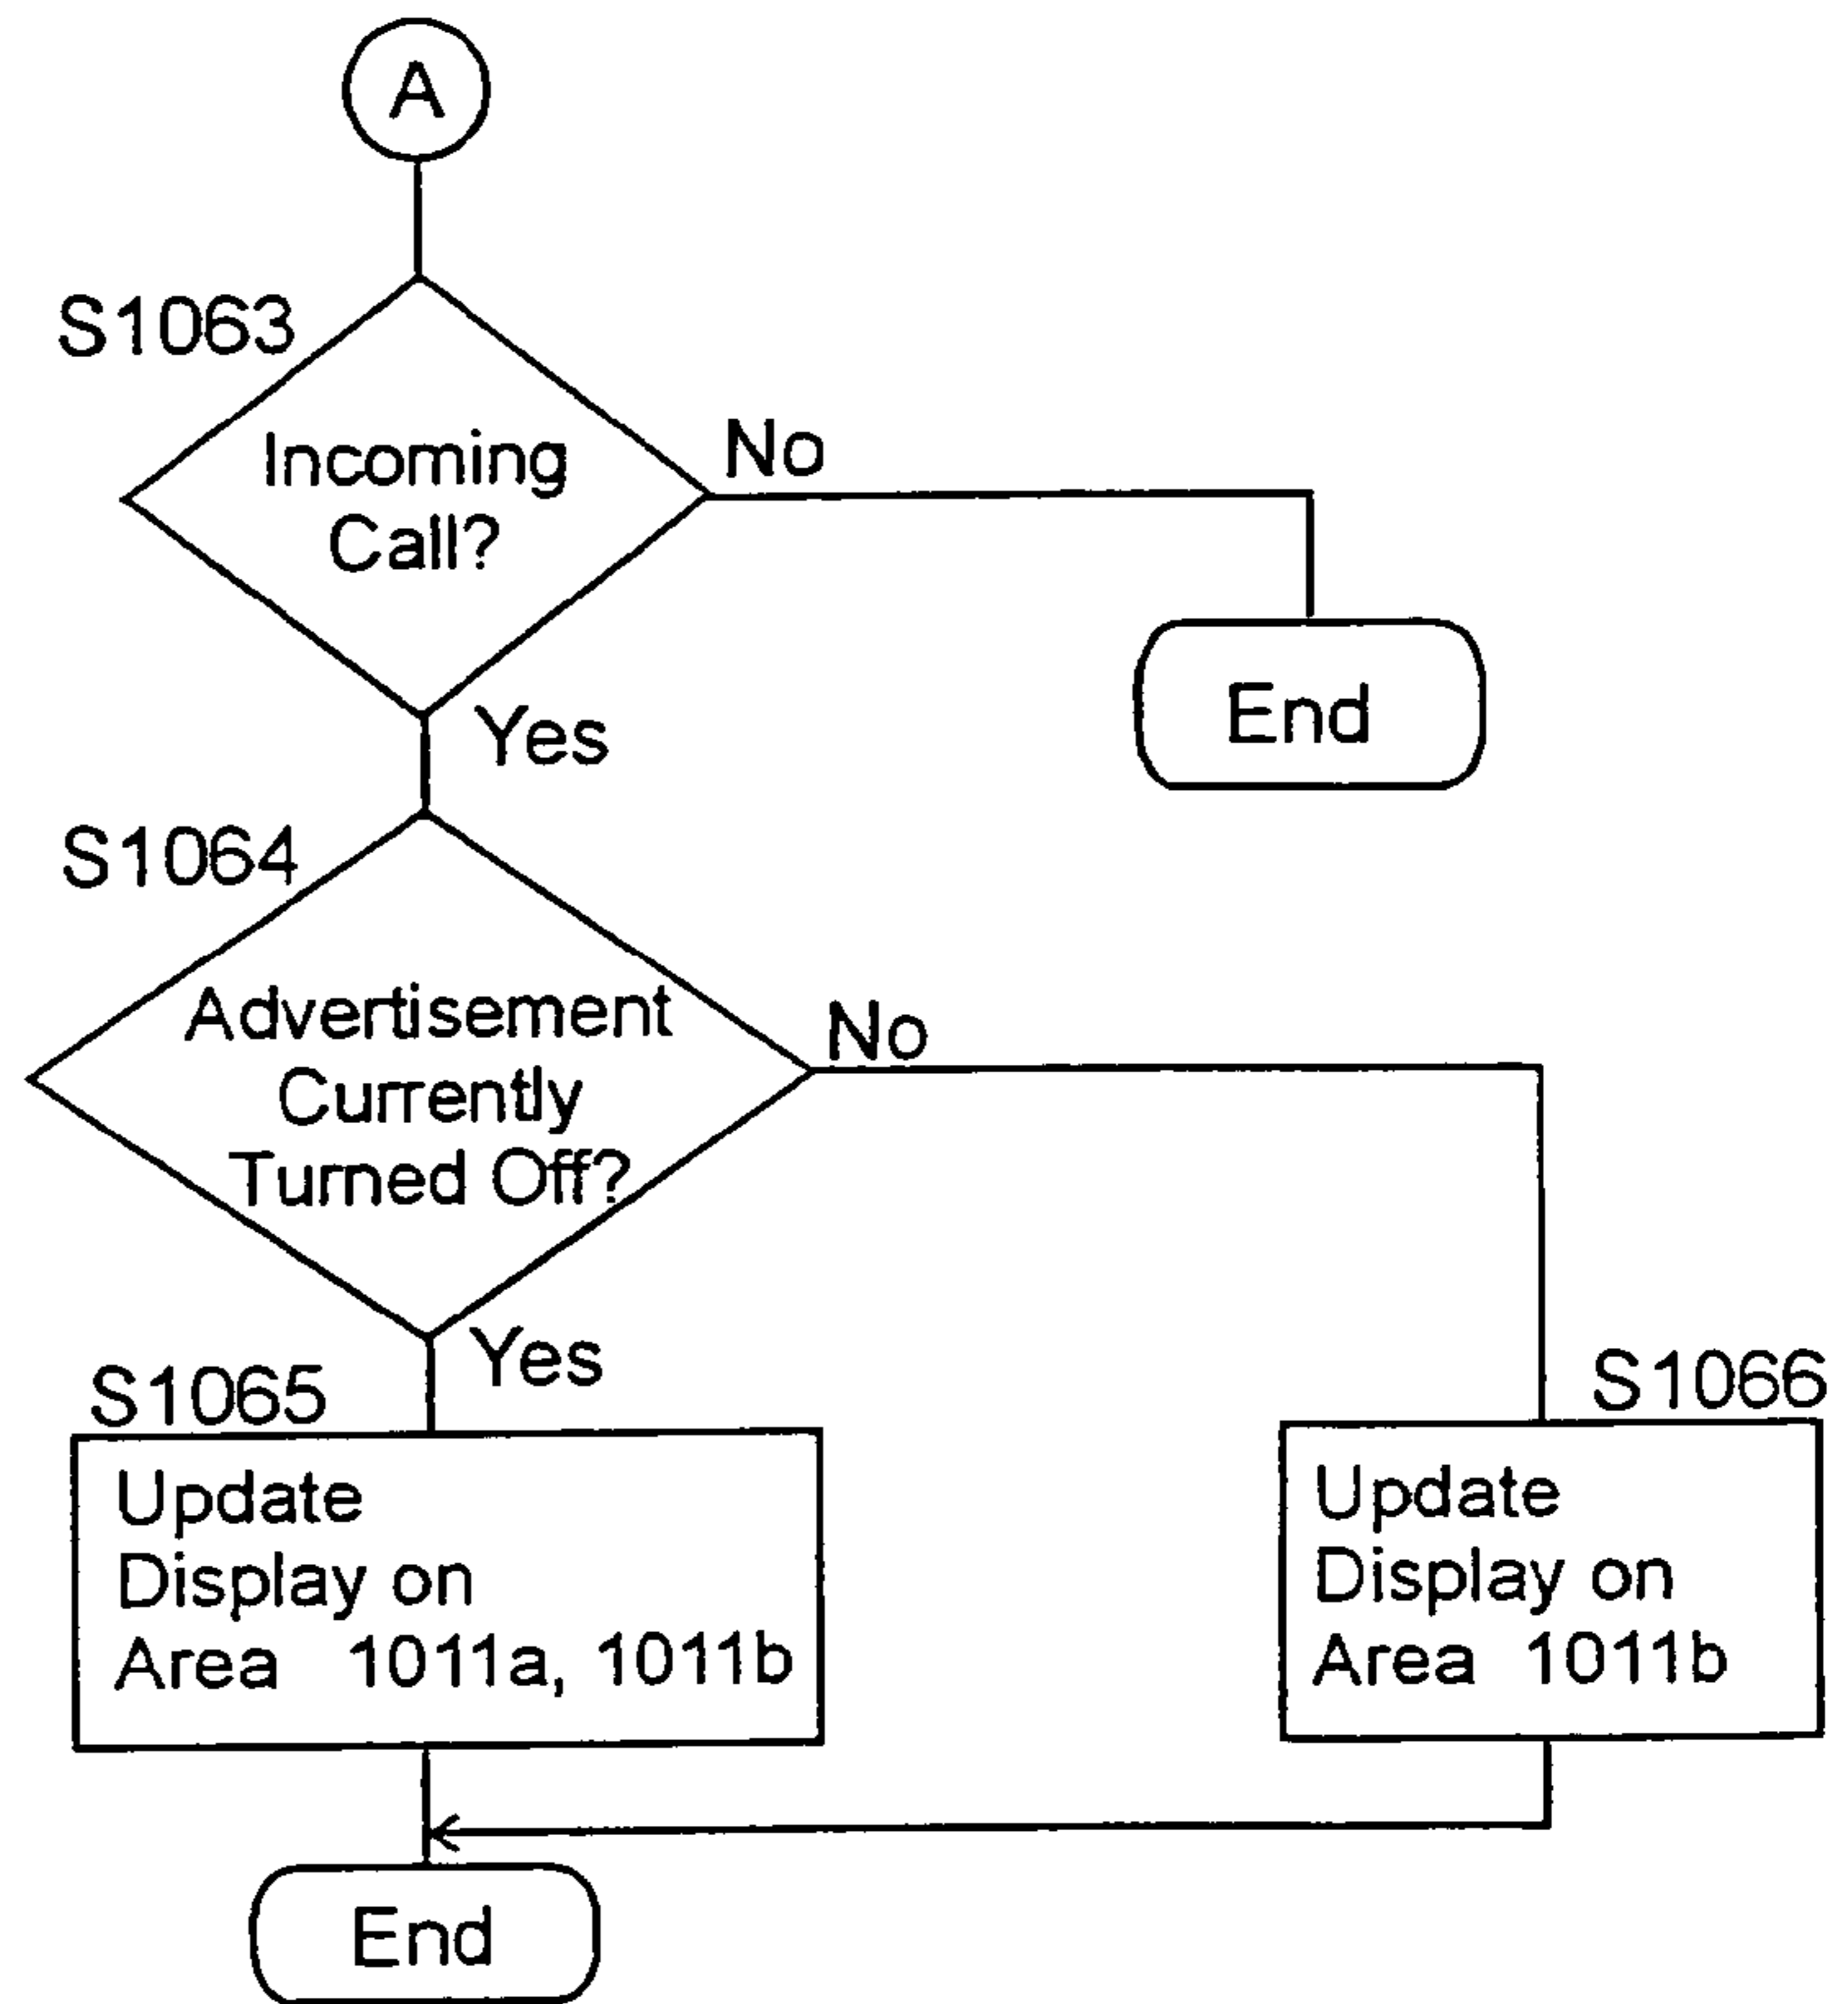 A
S1063
Incoming
Call?
No
End
Yes
S1064
Advertisement
Currently
Turned Off?
No
Yes
S1065
Update
Display on
Area 1011a, 1011b
S1066
Update
Display on
Area 1011b
End